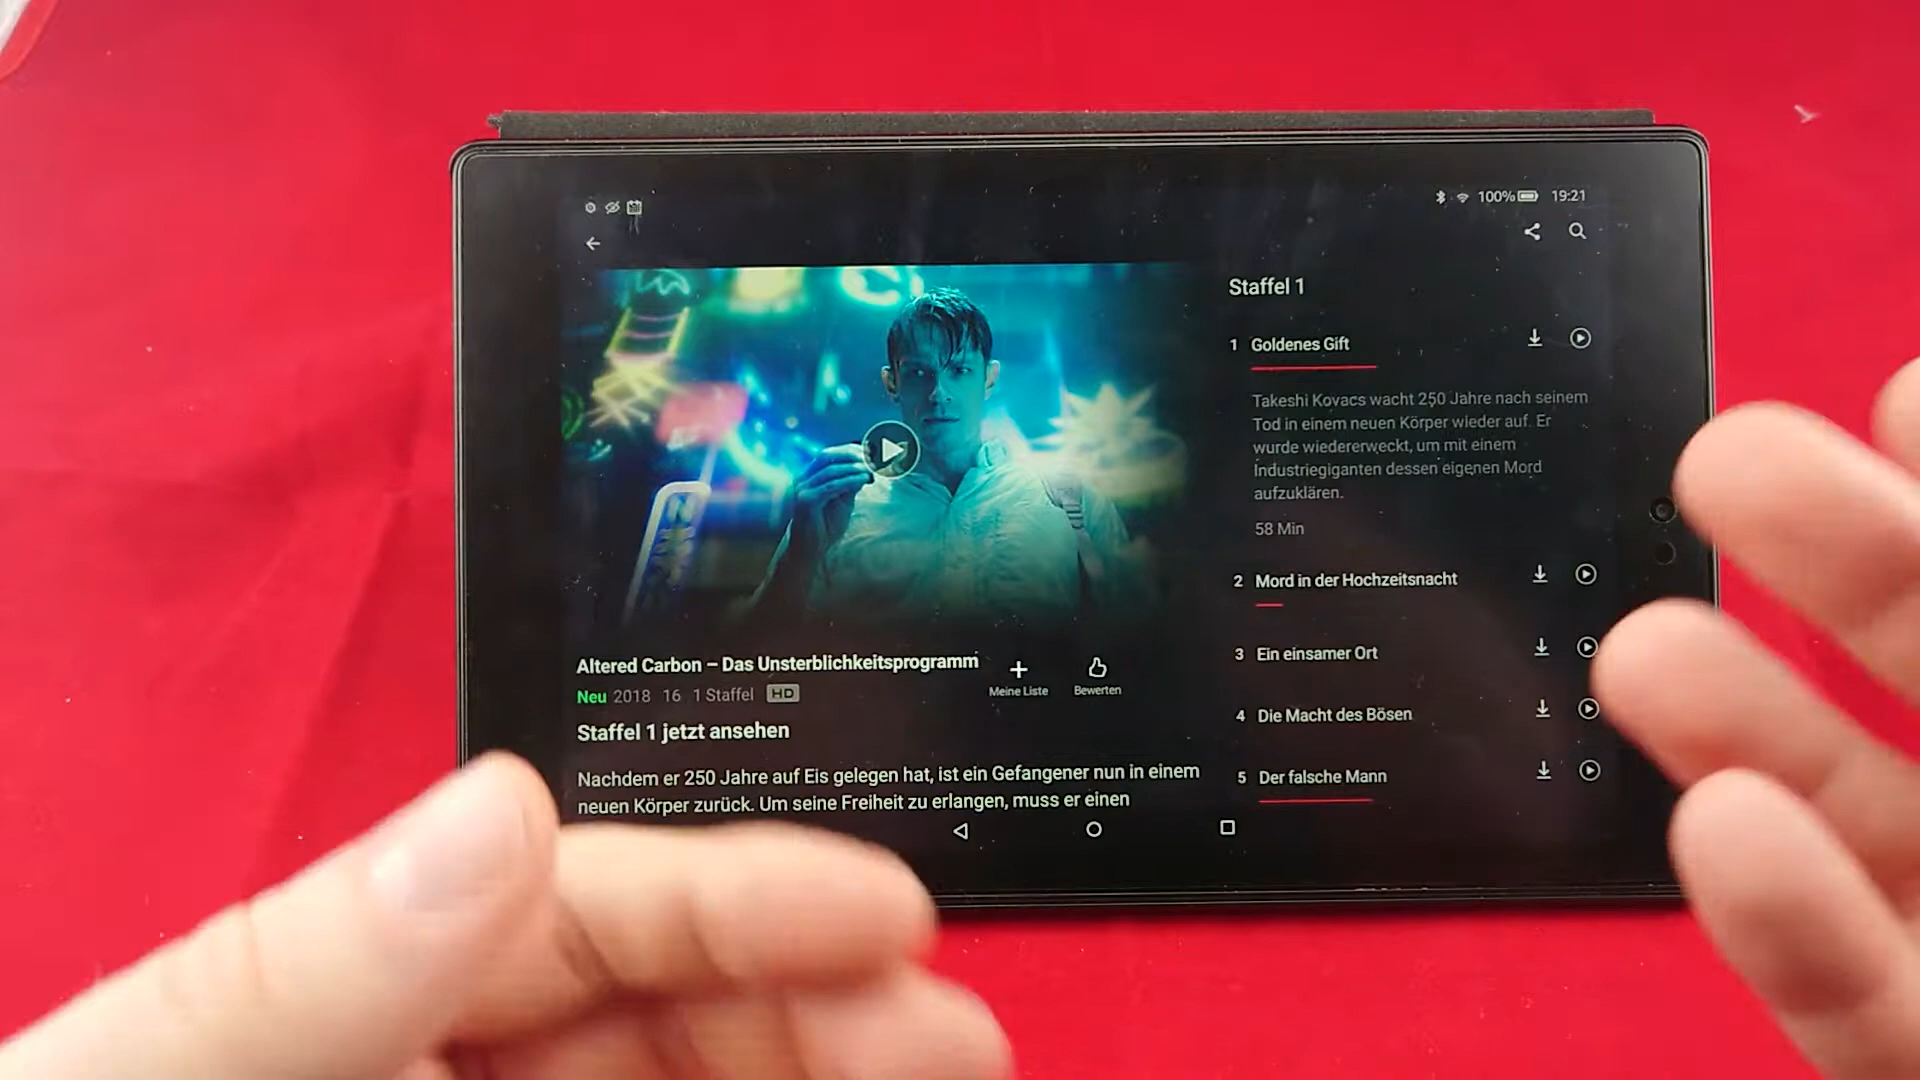 100% 19:21
Staffel 1
1 Goldenes Gift
Takeshi Kovacs wacht 250 Jahre nach seinem
Tod in einem neuen Körper wieder auf. Er
wurde wiedererweckt, um mit einem
Industriegiganten dessen eigenen Mord
aufzuklären.
58 Min
2 Mord in der Hochzeitsnacht
3 Ein einsamer Ort
4 Die Macht des Bösen
5 Der falsche Mann
Altered Carbon – Das Unsterblichkeitsprogramm
Neu 2018 16 1 Staffel HD
Meine Liste
Bewerten
Staffel 1 jetzt ansehen
Nachdem er 250 Jahre auf Eis gelegen hat, ist ein Gefangener nun in einem
neuen Körper zurück. Um seine Freiheit zu erlangen, muss er einen